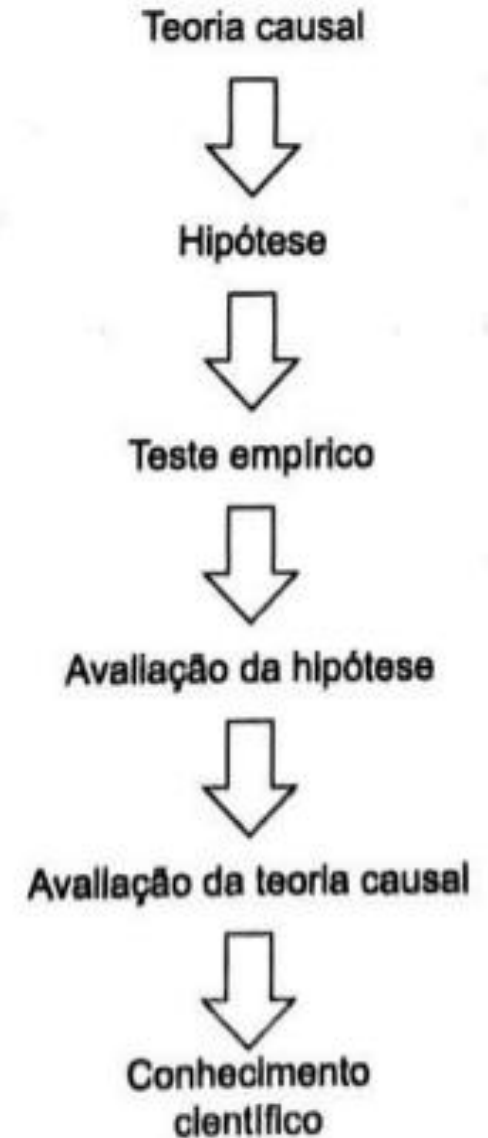 Teoria causal
Hipótese
Teste empírico
Avaliação da hipótese
Avaliação da teoria causal
Conhecimento
científico